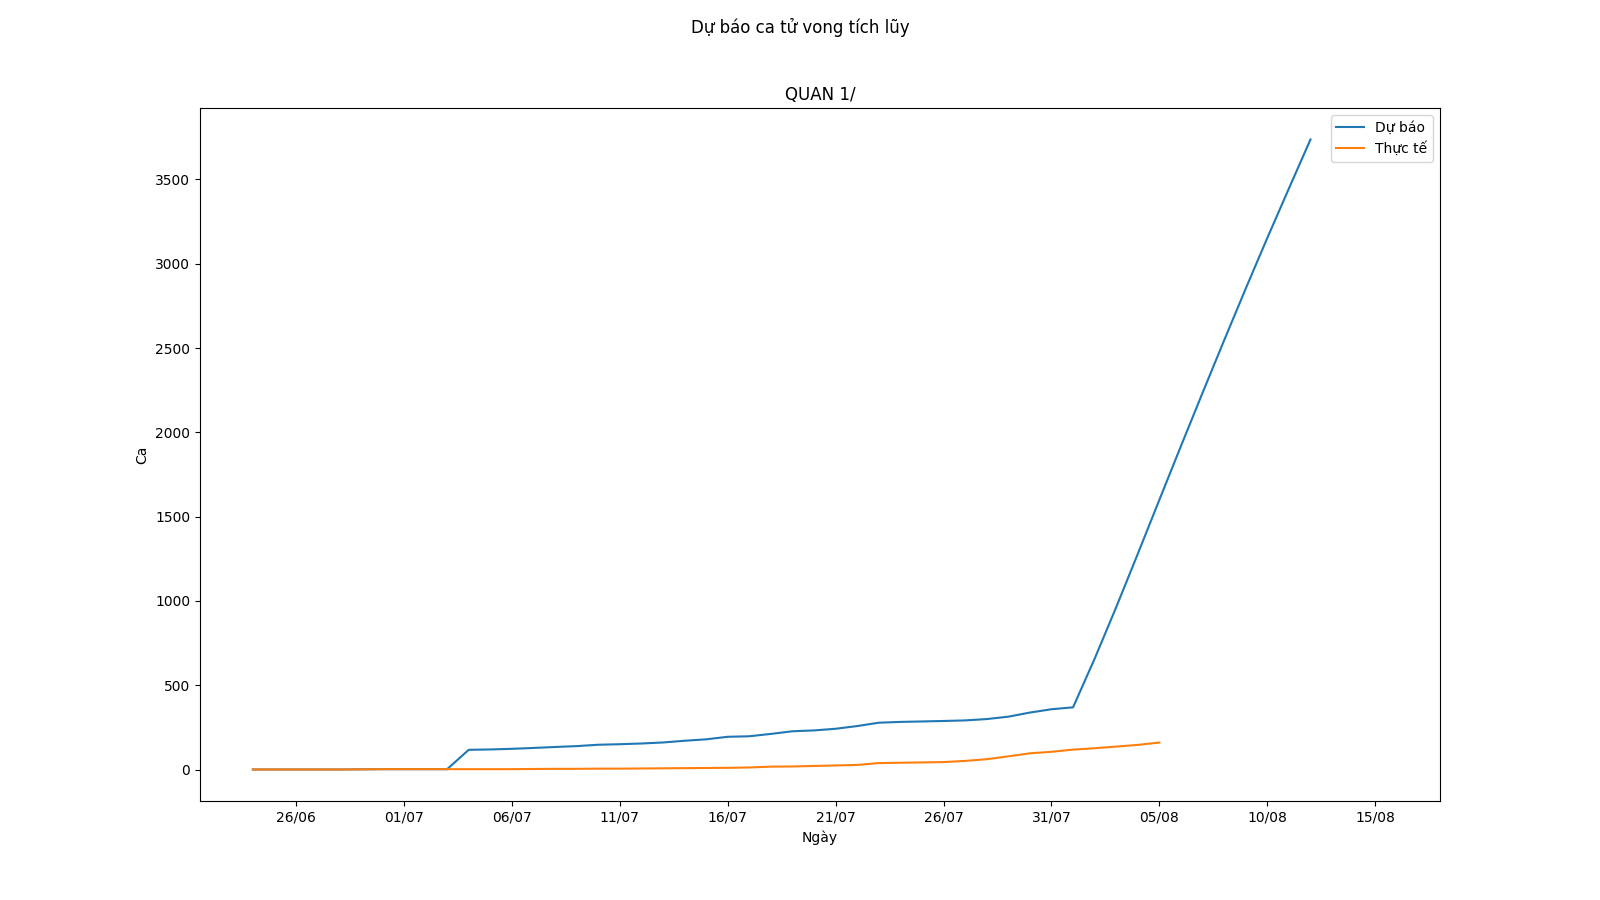 Dự báo ca tử vong tích lũy
QUAN 1/
Dự báo
Thực tế
3500
3000
2500
2000
1500
1000
500
0
Ca
26/06 01/07 06/07 11/07 16/07 21/07 26/07 31/07 05/08 10/08 15/08
Ngày